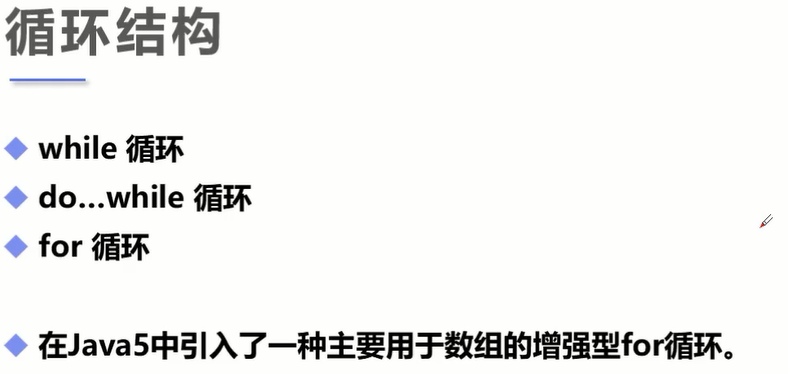 循环结构
while 循环
do...while 循环
for 循环
在Java5中引入了一种主要用于数组的增强型for循环。